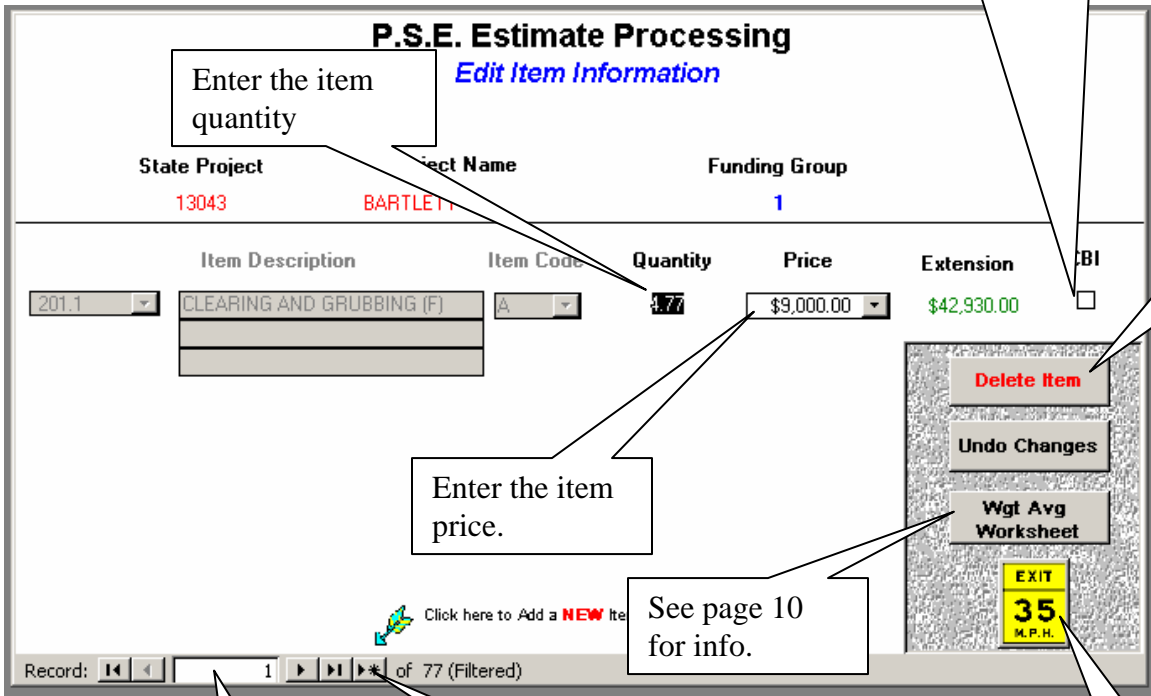 P.S.E. Estimate Processing
Edit Item Information
Enter the item
quantity
State Project
Name
Funding Group
13043
BARTLETT
1
Item Description
Item Code
Quantity
Price
Extension
CBI
201.1
CLEARING AND GRUBBING (F)
A
4.77
$9,000.00
$42,930.00
Delete Item
Undo Changes
Enter the item
price.
Wgt Avg
Worksheet
See page 10
for info.
EXIT
35
M.P.H.
Click here to Add a NEW
Record: 1 of 77 (Filtered)